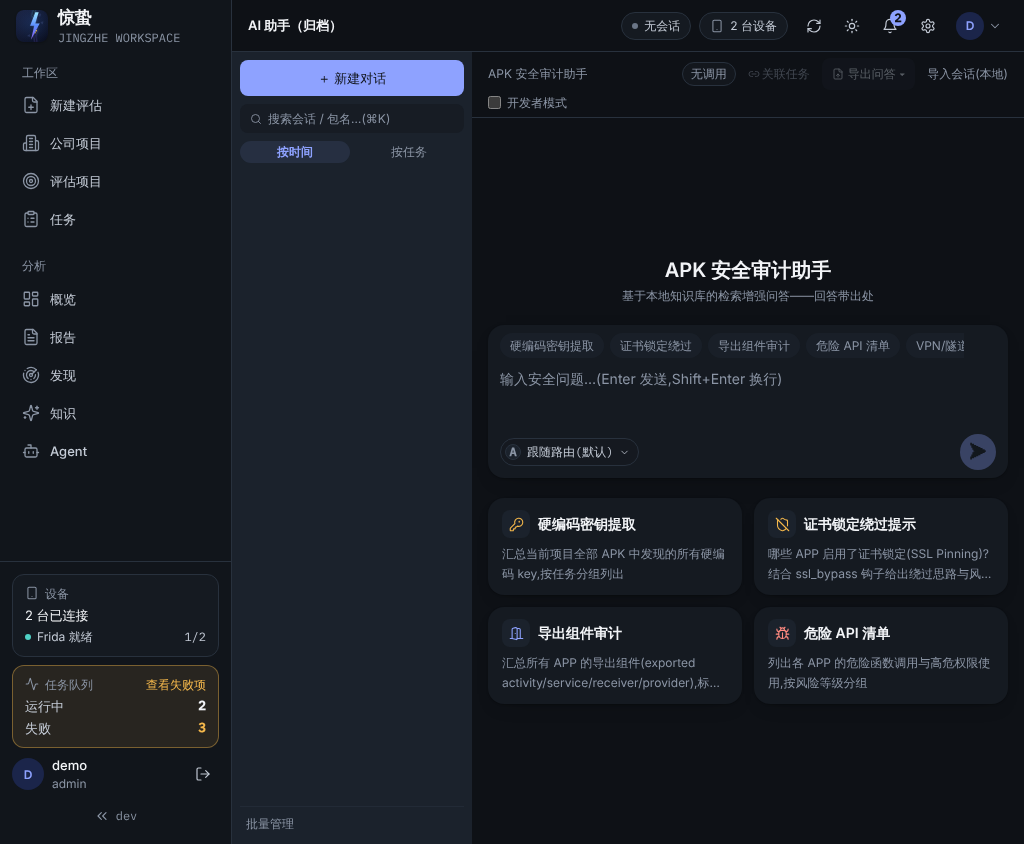 惊蛰
JINGZHE WORKSPACE
工作区
新建评估
公司项目
评估项目
任务
分析
概览
报告
发现
知识
Agent
设备
2 台已连接
Frida 就绪 1/2
任务队列 查看失败项
运行中 2
失败 3
D
demo
admin
dev
AI 助手（归档）
无会话
2 台设备
2
D
+ 新建对话
搜索会话 / 包名...(⌘K)
按时间 按任务
批量管理
APK 安全审计助手
无调用
关联任务
导出问答
导入会话(本地)
开发者模式
APK 安全审计助手
基于本地知识库的检索增强问答——回答带出处
硬编码密钥提取 证书锁定绕过 导出组件审计 危险 API 清单 VPN/隧道
输入安全问题...(Enter 发送,Shift+Enter 换行)
A 跟随路由(默认)
硬编码密钥提取
汇总当前项目全部 APK 中发现的所有硬编
码 key,按任务分组列出
证书锁定绕过提示
哪些 APP 启用了证书锁定(SSL Pinning)?
结合 ssl_bypass 钩子给出绕过思路与风...
导出组件审计
汇总所有 APP 的导出组件(exported
activity/service/receiver/provider),标...
危险 API 清单
列出各 APP 的危险函数调用与高危权限使
用,按风险等级分组